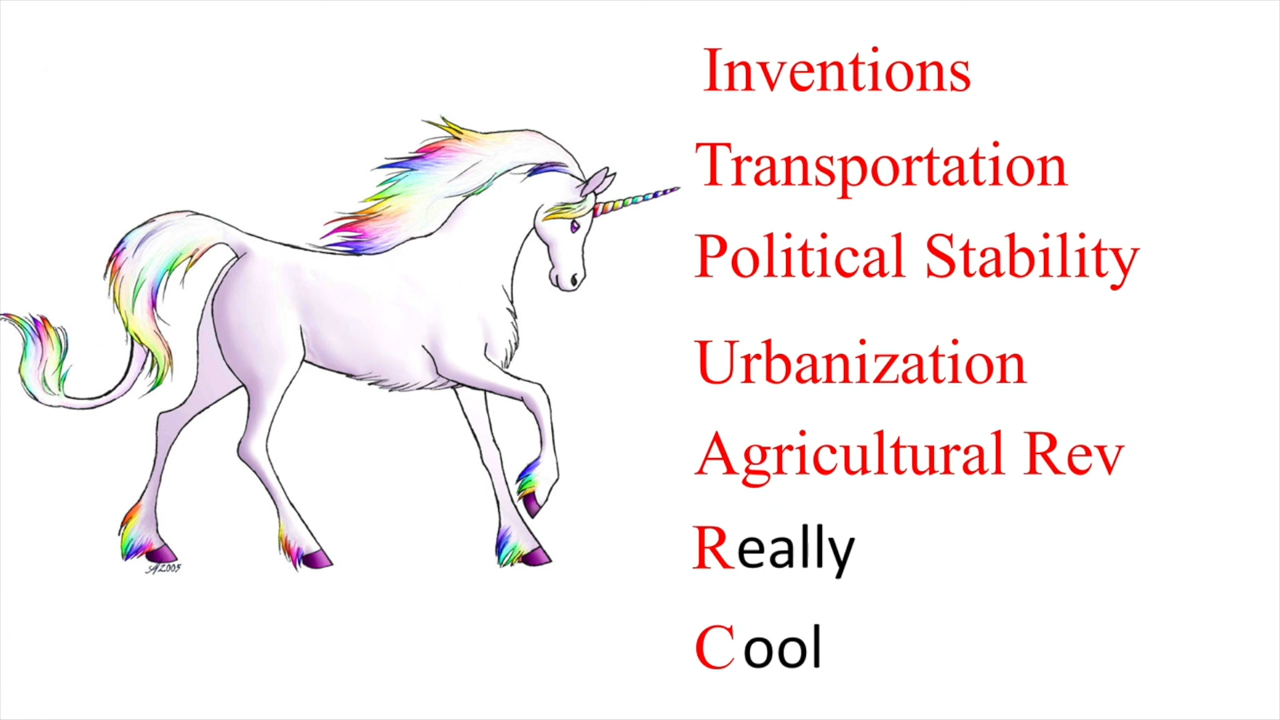 Inventions
Transportation
Political Stability
Urbanization
Agricultural Rev
Really
Cool